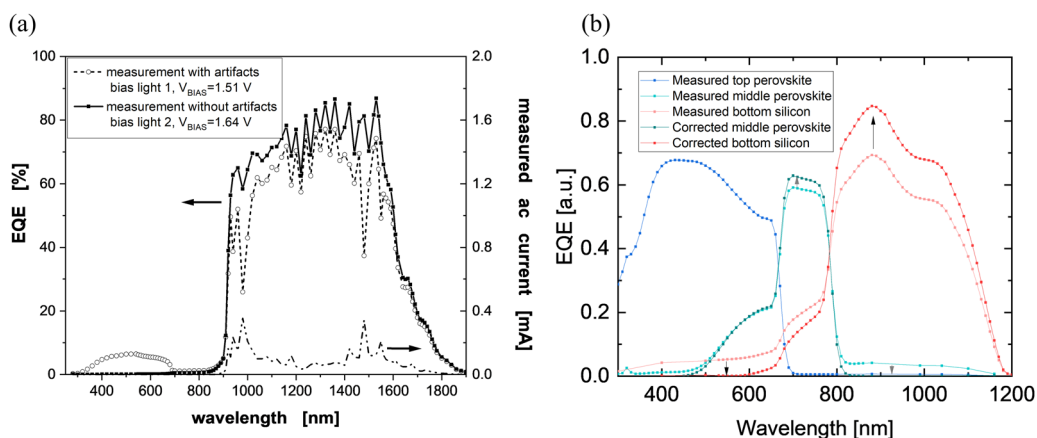 (a)
100
80
60
40
20
0
EQE [%]
2.0
1.6
1.2
0.8
0.4
0.0
measured ac current [mA]
measurement with artifacts
bias light 1, VBIAS=1.51 V
measurement without artifacts
bias light 2, VBIAS=1.64 V
400 600 800 1000 1200 1400 1600 1800
wavelength [nm]
(b)
1.0
0.8
0.6
0.4
0.2
0.0
EQE [a.u.]
Measured top perovskite
Measured middle perovskite
Measured bottom silicon
Corrected middle perovskite
Corrected bottom silicon
400 600 800 1000 1200
Wavelength [nm]